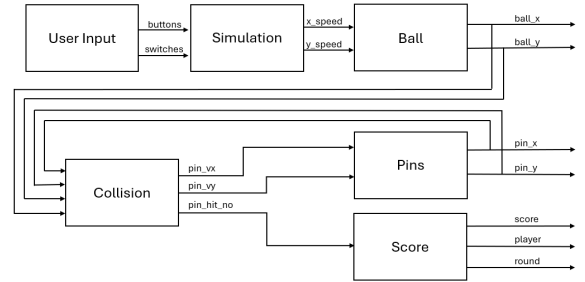 buttons
switches
User Input
Simulation
x_speed
y_speed
Ball
ball_x
ball_y
Collision
pin_vx
pin_vy
pin_hit_no
Pins
pin_x
pin_y
Score
score
player
round